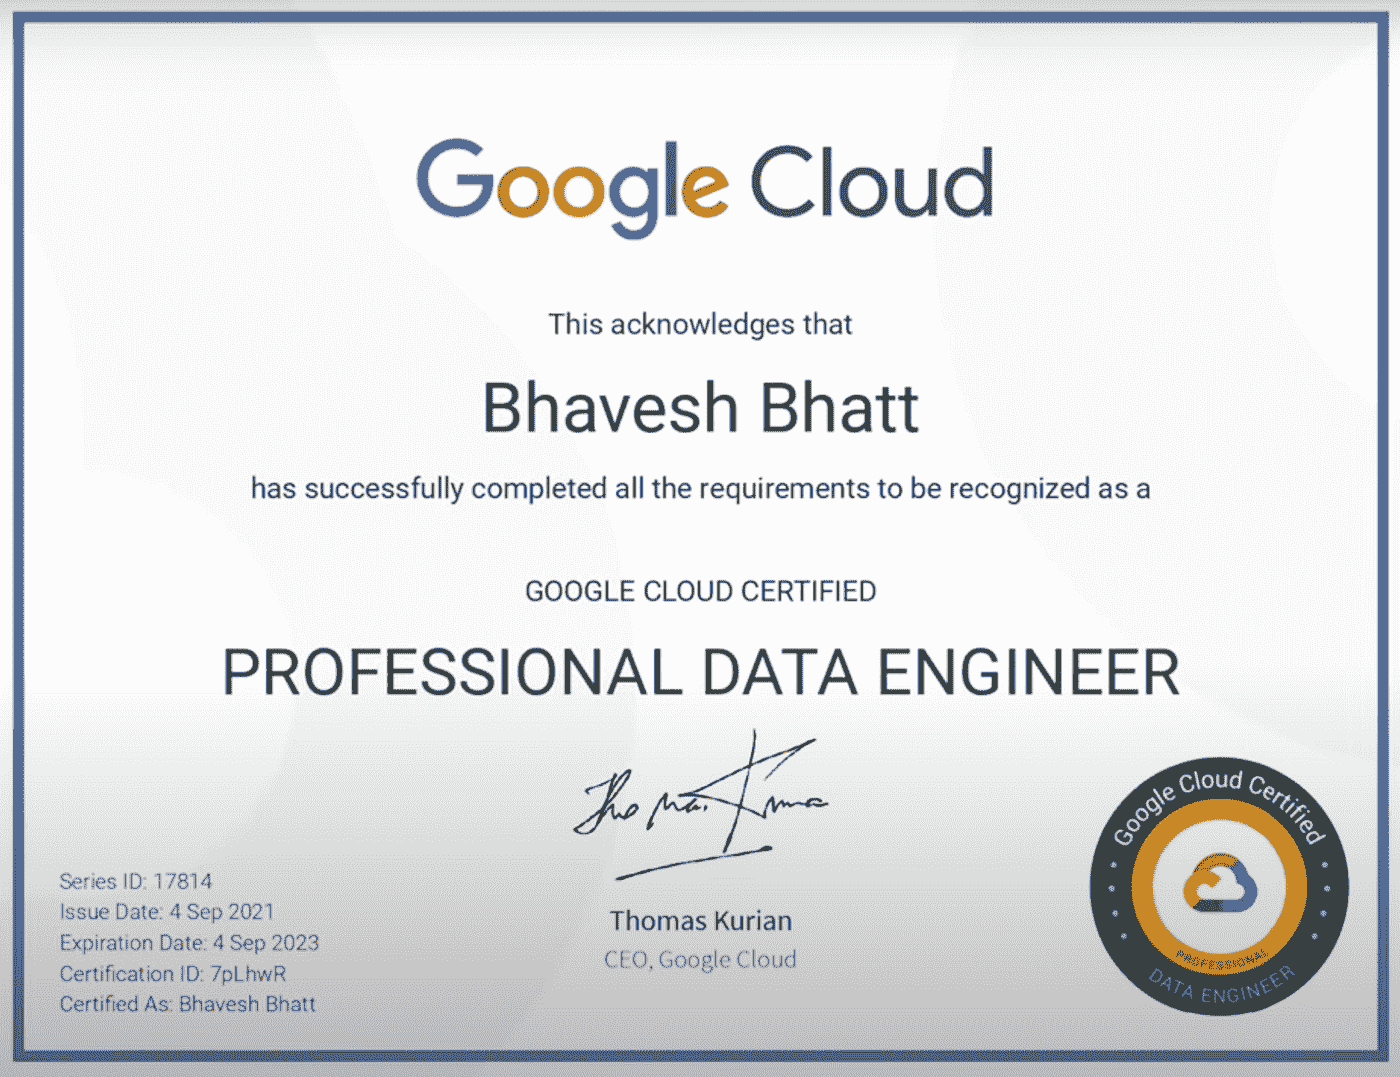 Google Cloud
This acknowledges that
Bhavesh Bhatt
has successfully completed all the requirements to be recognized as a
GOOGLE CLOUD CERTIFIED
PROFESSIONAL DATA ENGINEER
Thomas Kurian
Thomas Kurian
CEO, Google Cloud
Series ID: 17814
Issue Date: 4 Sep 2021
Expiration Date: 4 Sep 2023
Certification ID: 7pLhwR
Certified As: Bhavesh Bhatt
Google Cloud Certified
PROFESSIONAL
DATA ENGINEER